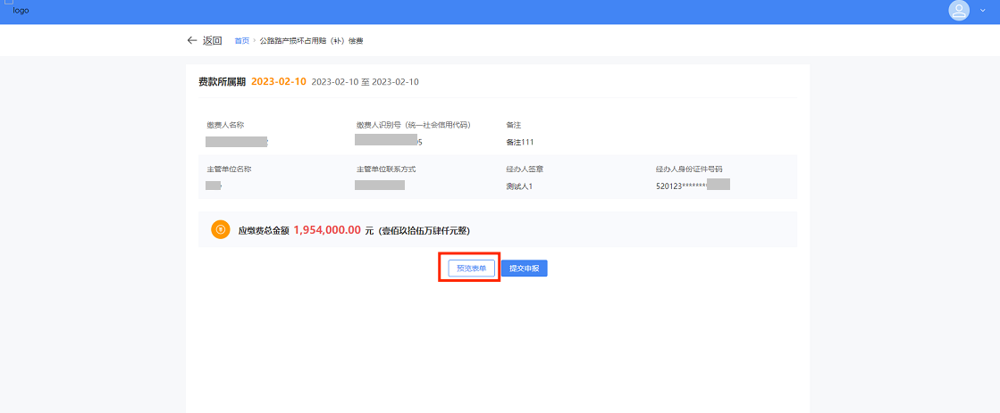 logo
返回 首页 公路路产损坏占用赔（补）偿费
费款所属期 2023-02-10 2023-02-10 至 2023-02-10
缴费人名称 缴费人识别号（统一社会信用代码） 备注
5 备注111
主管单位名称 主管单位联系方式 经办人签章 经办人身份证件号码
测试人1 520123*******
应缴费总金额 1,954,000.00 元（壹佰玖拾伍万肆仟元整）
预览表单 提交申报